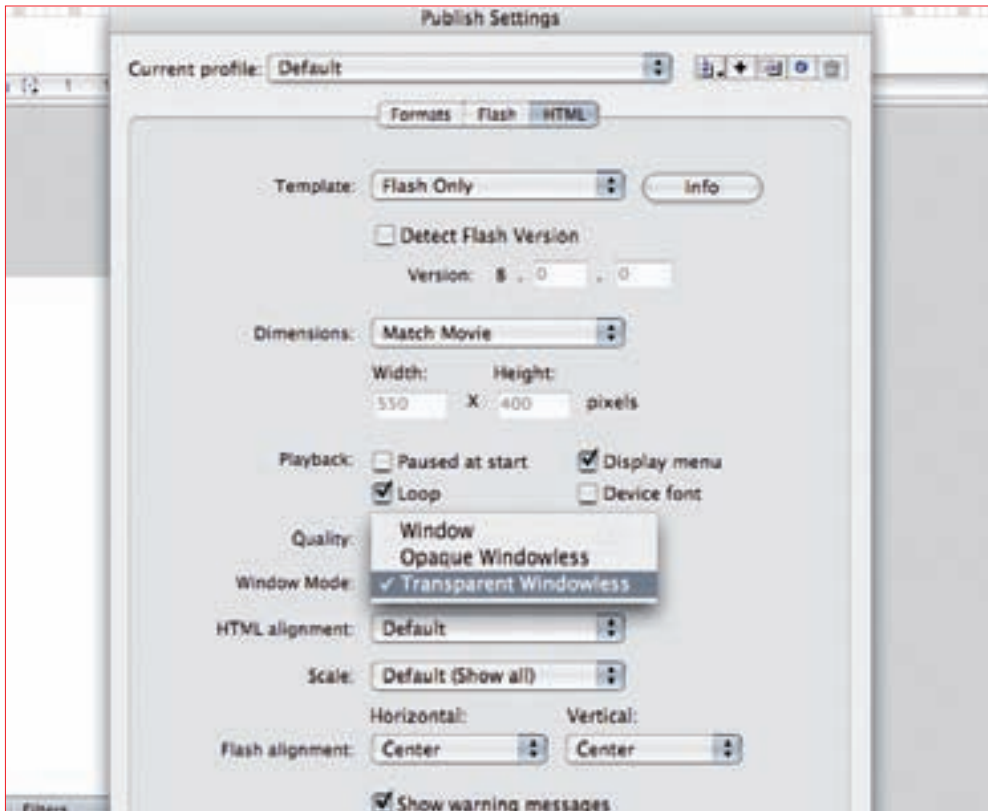 Publish Settings
Current profile: Default
Formats Flash HTML
Template: Flash Only Info
Detect Flash Version
Version: 8 . 0 . 0
Dimensions: Match Movie
Width: Height:
550 X 400 pixels
Playback: Paused at start Display menu
Loop Device font
Quality:
Window
Opaque Windowless
Window Mode: Transparent Windowless
HTML alignment: Default
Scale: Default (Show all)
Horizontal: Vertical:
Flash alignment: Center Center
Show warning messages
Filters